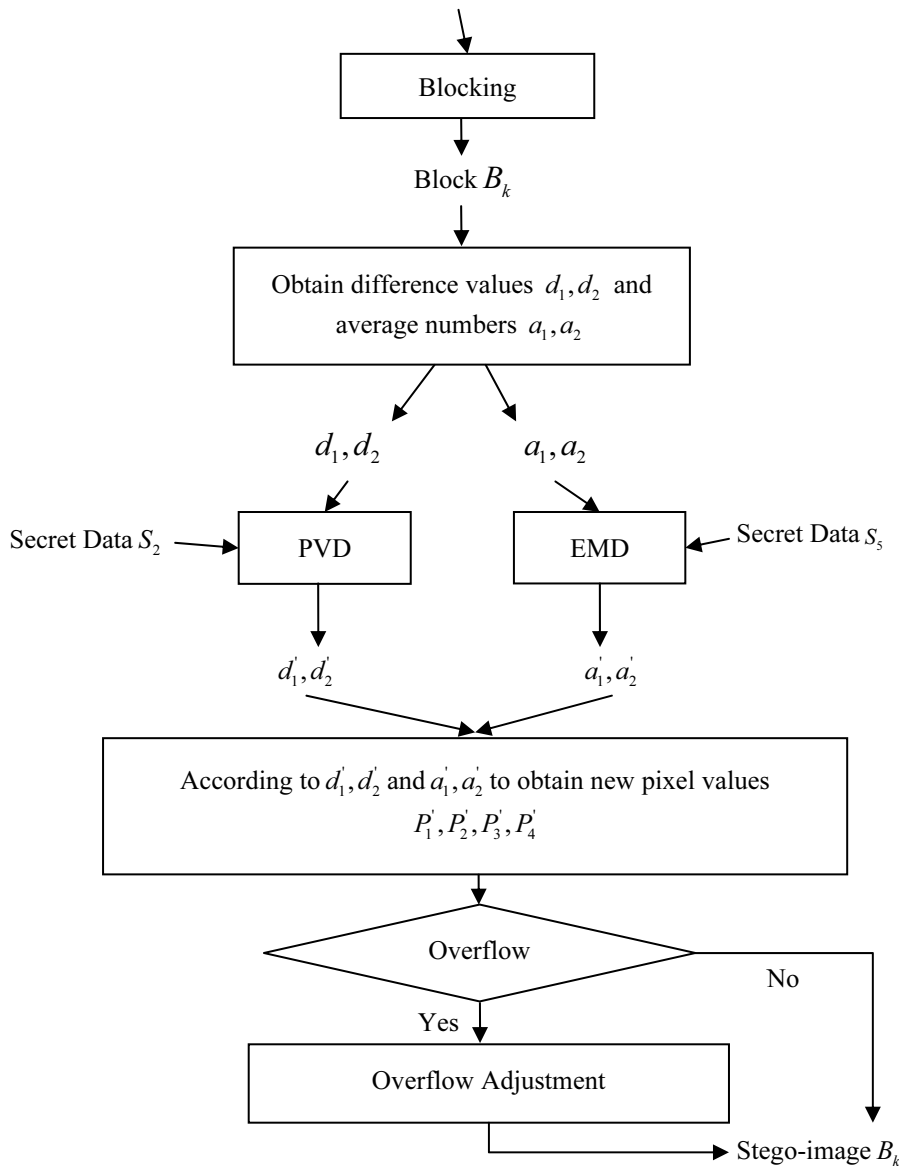 Blocking
Block B_k
Obtain difference values d_1, d_2 and
average numbers a_1, a_2
d_1, d_2
a_1, a_2
Secret Data S_2
PVD
EMD
Secret Data S_5
d_1', d_2'
a_1', a_2'
According to d_1', d_2' and a_1', a_2' to obtain new pixel values
P_1', P_2', P_3', P_4'
Overflow
No
Yes
Overflow Adjustment
Stego-image B_k